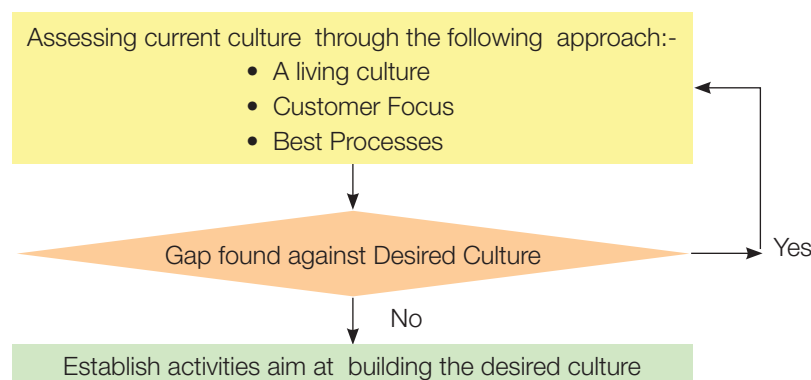 Assessing current culture through the following approach:-
• A living culture
• Customer Focus
• Best Processes
Gap found against Desired Culture
Yes
No
Establish activities aim at building the desired culture